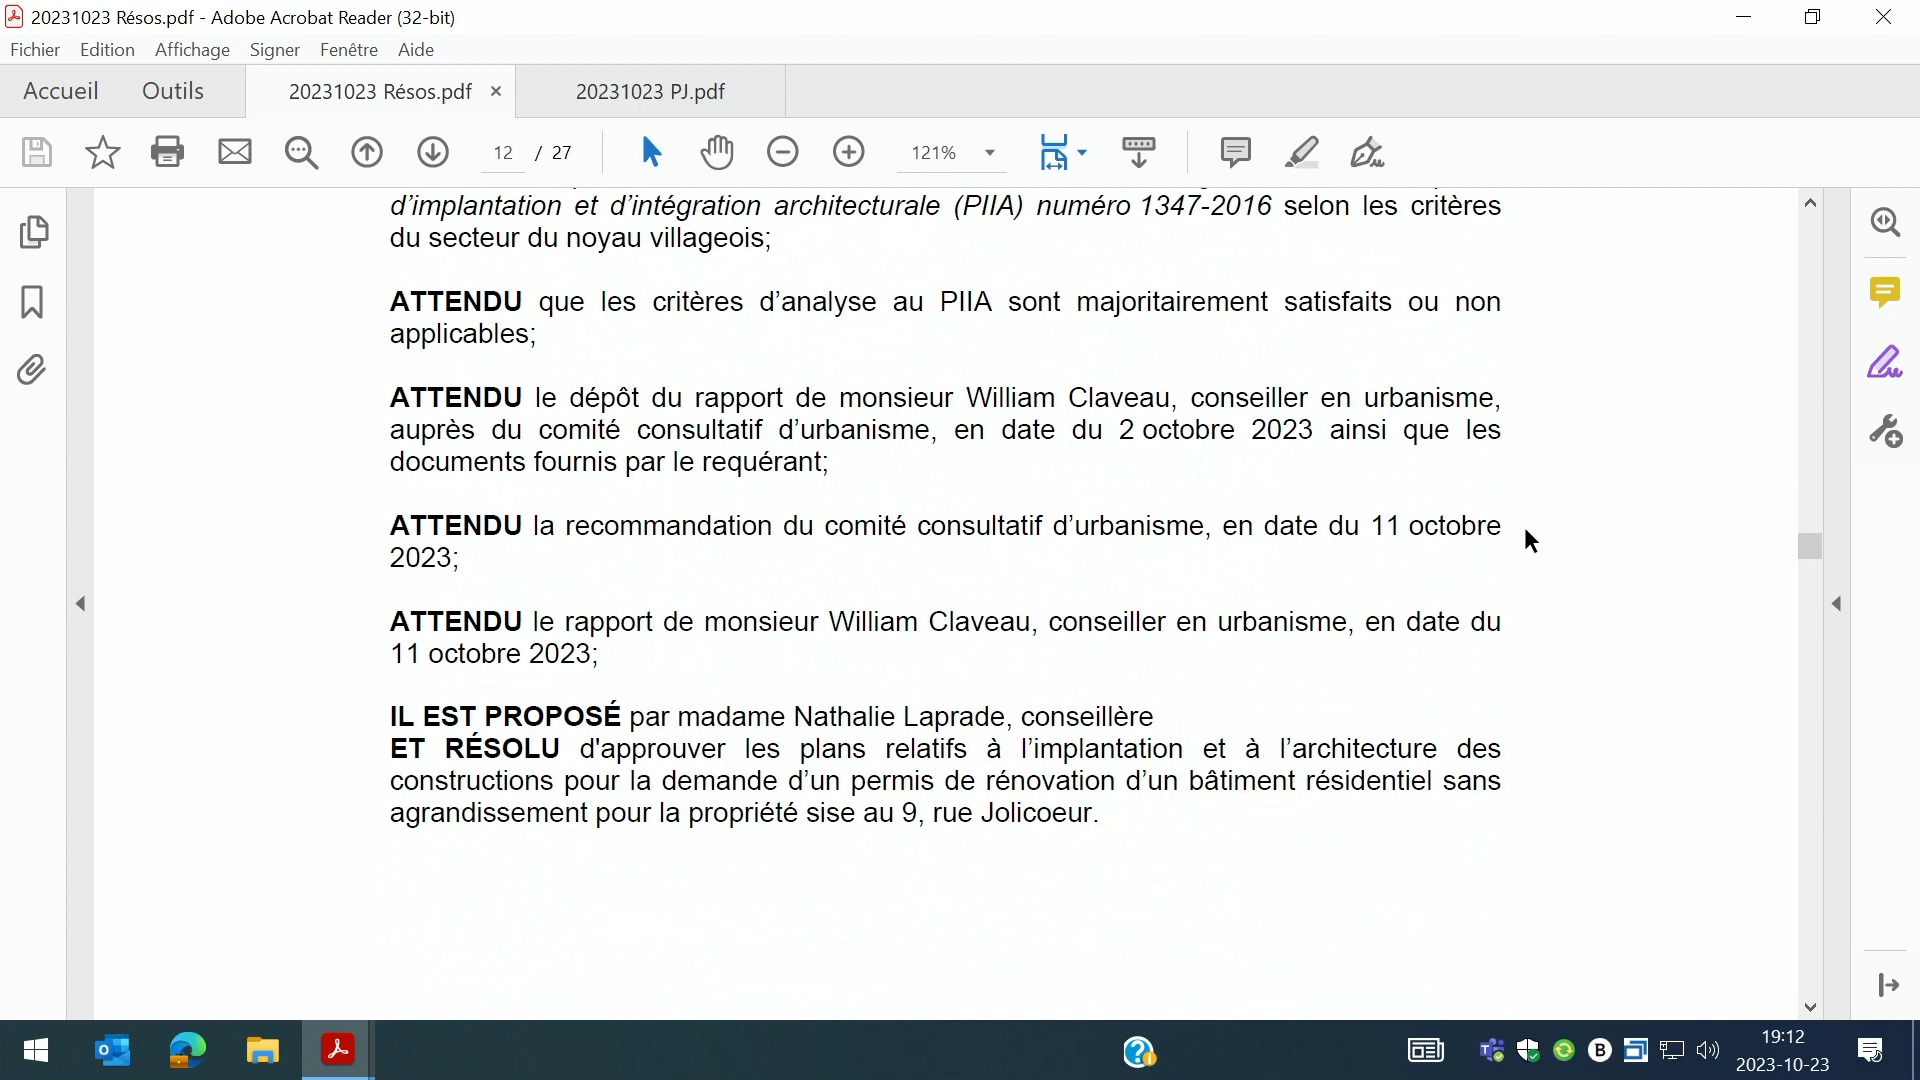 20231023 Résos.pdf - Adobe Acrobat Reader (32-bit)
Fichier Edition Affichage Signer Fenêtre Aide
Accueil Outils 20231023 Résos.pdf × 20231023 PJ.pdf
12 / 27 121%
d’implantation et d’intégration architecturale (PIIA) numéro 1347-2016 selon les critères
du secteur du noyau villageois;
ATTENDU que les critères d’analyse au PIIA sont majoritairement satisfaits ou non
applicables;
ATTENDU le dépôt du rapport de monsieur William Claveau, conseiller en urbanisme,
auprès du comité consultatif d’urbanisme, en date du 2 octobre 2023 ainsi que les
documents fournis par le requérant;
ATTENDU la recommandation du comité consultatif d’urbanisme, en date du 11 octobre
2023;
ATTENDU le rapport de monsieur William Claveau, conseiller en urbanisme, en date du
11 octobre 2023;
IL EST PROPOSÉ par madame Nathalie Laprade, conseillère
ET RÉSOLU d'approuver les plans relatifs à l’implantation et à l’architecture des
constructions pour la demande d’un permis de rénovation d’un bâtiment résidentiel sans
agrandissement pour la propriété sise au 9, rue Jolicoeur.
19:12
2023-10-23